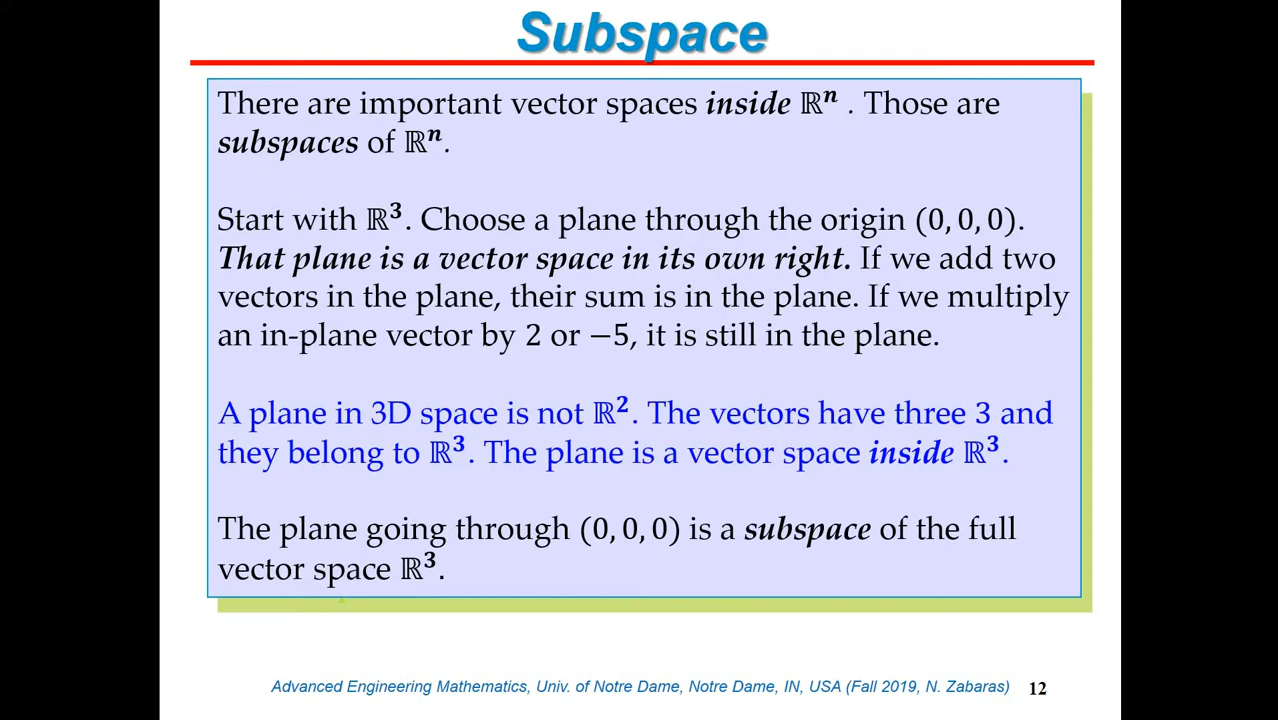 Subspace
There are important vector spaces inside ℝⁿ . Those are
subspaces of ℝⁿ.
Start with ℝ³. Choose a plane through the origin (0, 0, 0).
That plane is a vector space in its own right. If we add two
vectors in the plane, their sum is in the plane. If we multiply
an in-plane vector by 2 or −5, it is still in the plane.
A plane in 3D space is not ℝ². The vectors have three 3 and
they belong to ℝ³. The plane is a vector space inside ℝ³.
The plane going through (0, 0, 0) is a subspace of the full
vector space ℝ³.
Advanced Engineering Mathematics, Univ. of Notre Dame, Notre Dame, IN, USA (Fall 2019, N. Zabaras) 12